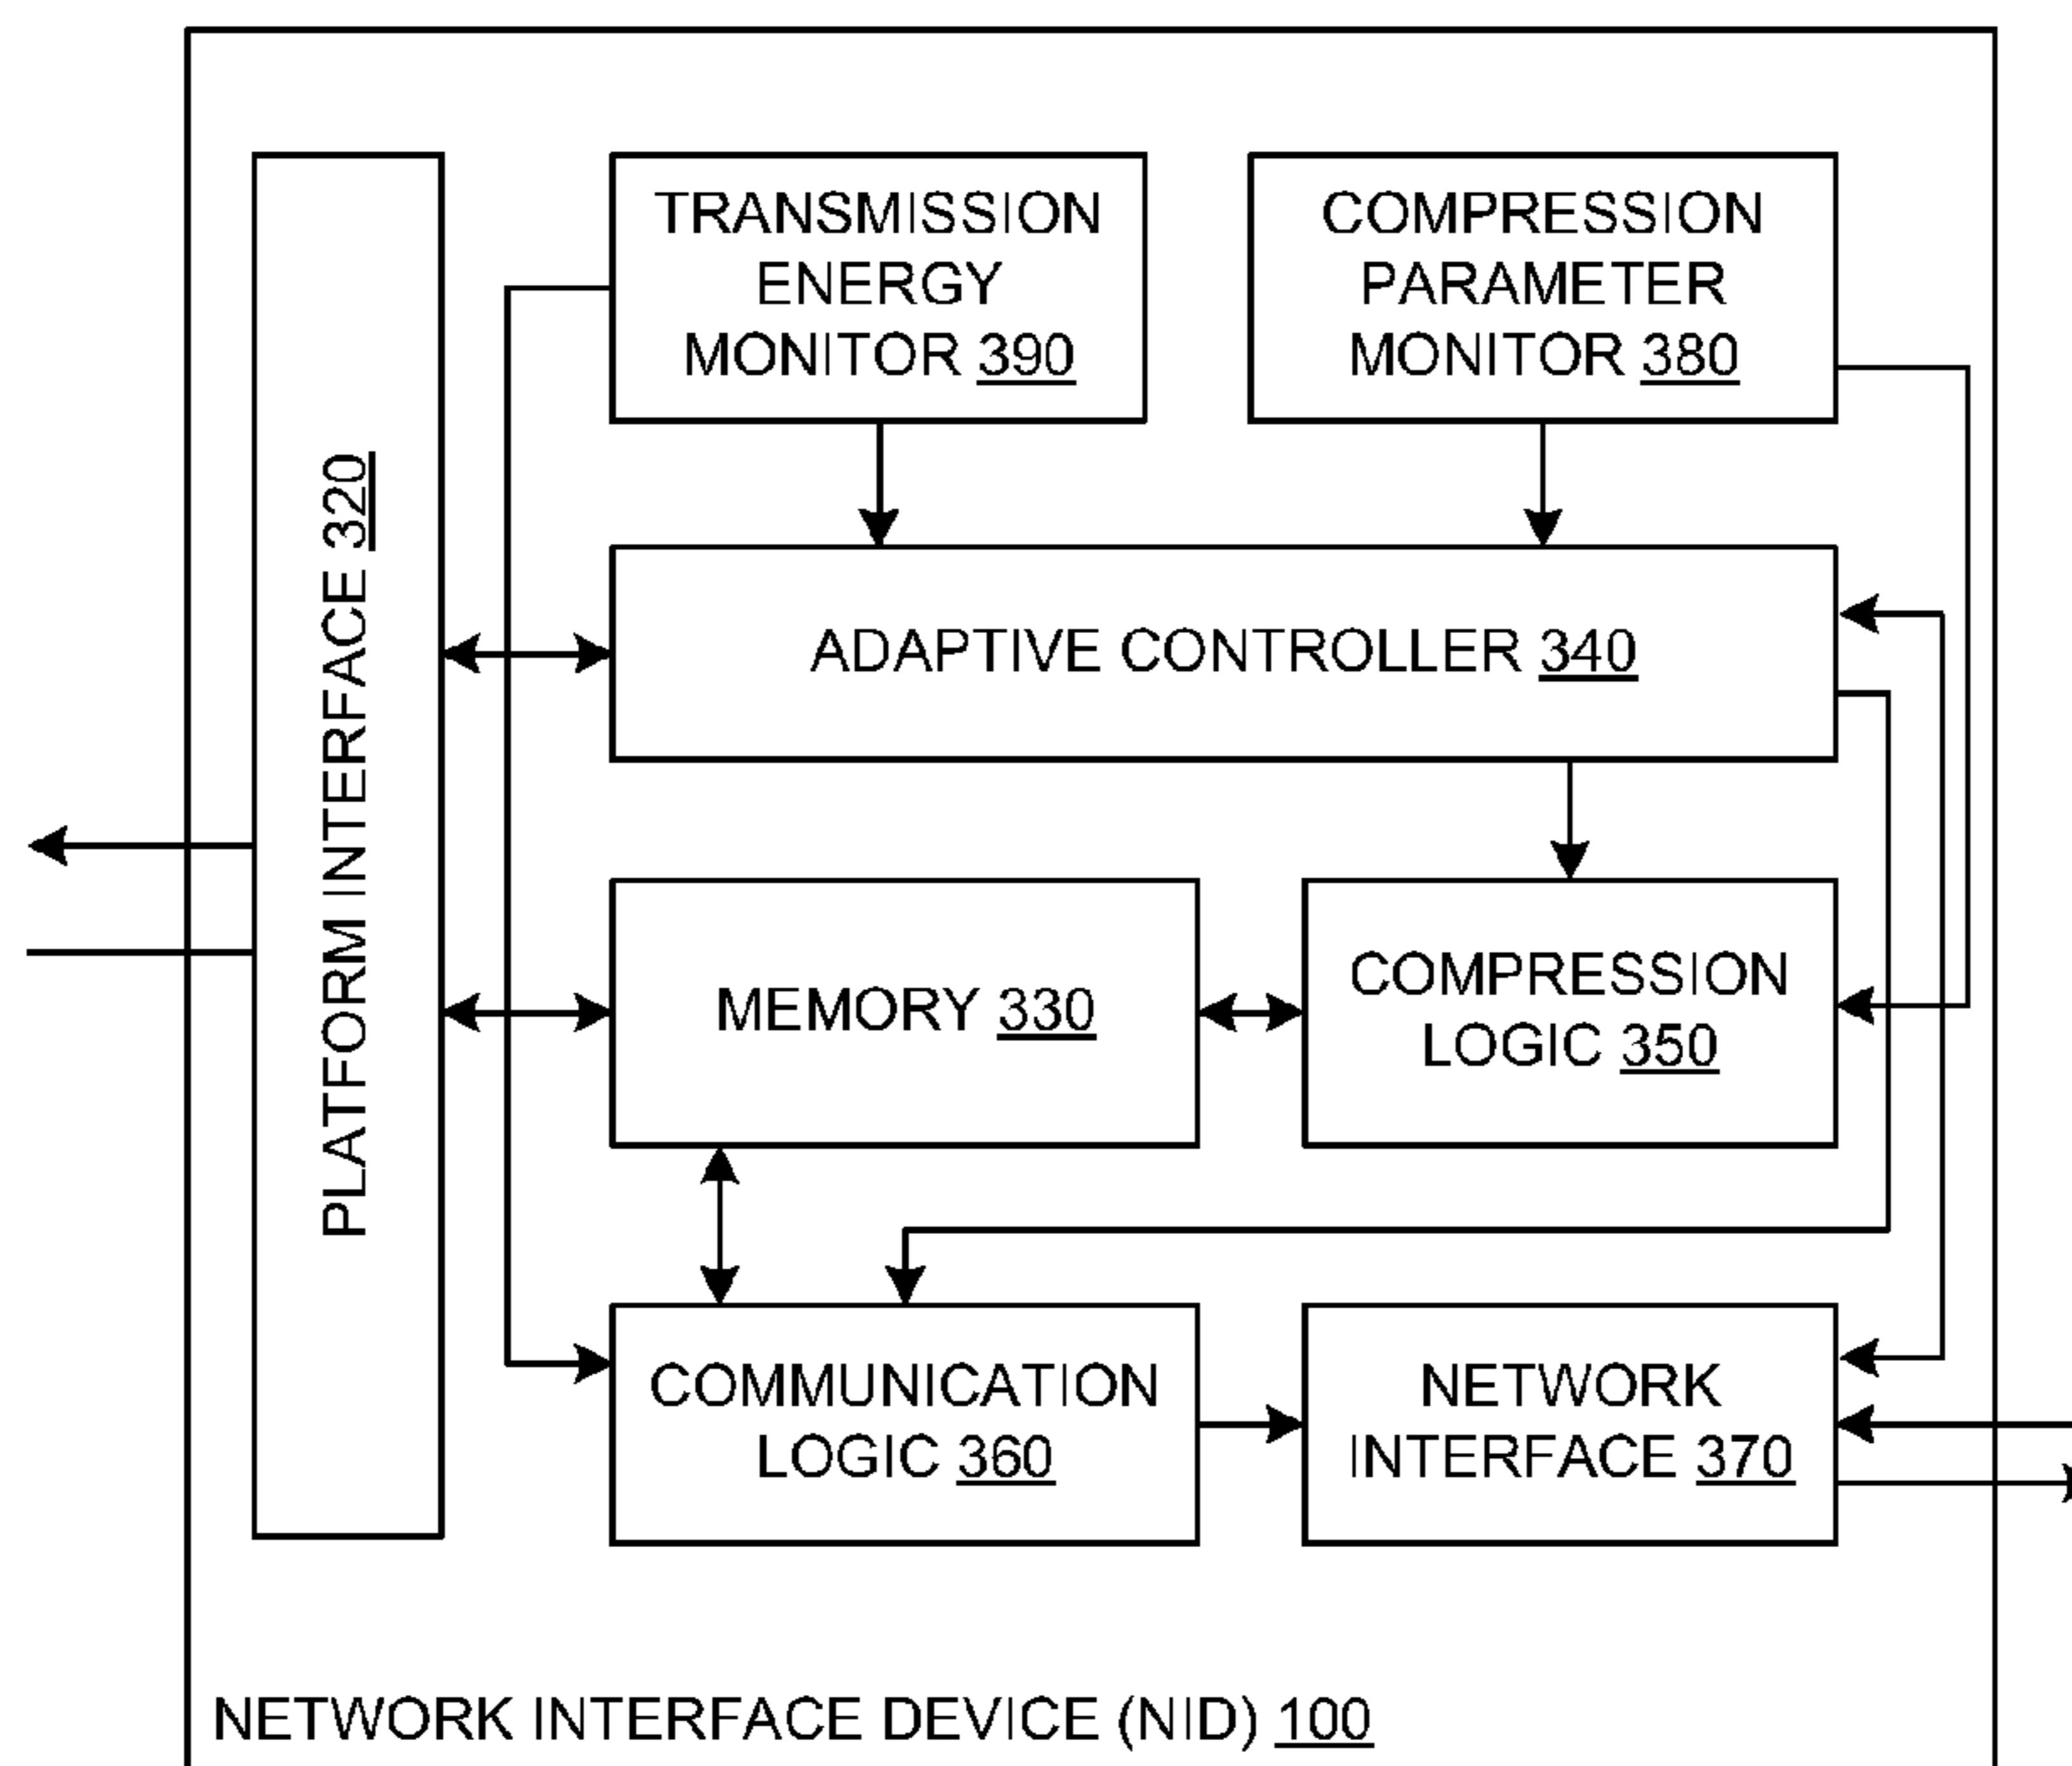 PLATFORM INTERFACE 320
TRANSMISSION
ENERGY
MONITOR 390
COMPRESSION
PARAMETER
MONITOR 380
ADAPTIVE CONTROLLER 340
MEMORY 330
COMPRESSION
LOGIC 350
COMMUNICATION
LOGIC 360
NETWORK
INTERFACE 370
NETWORK INTERFACE DEVICE (NID) 100